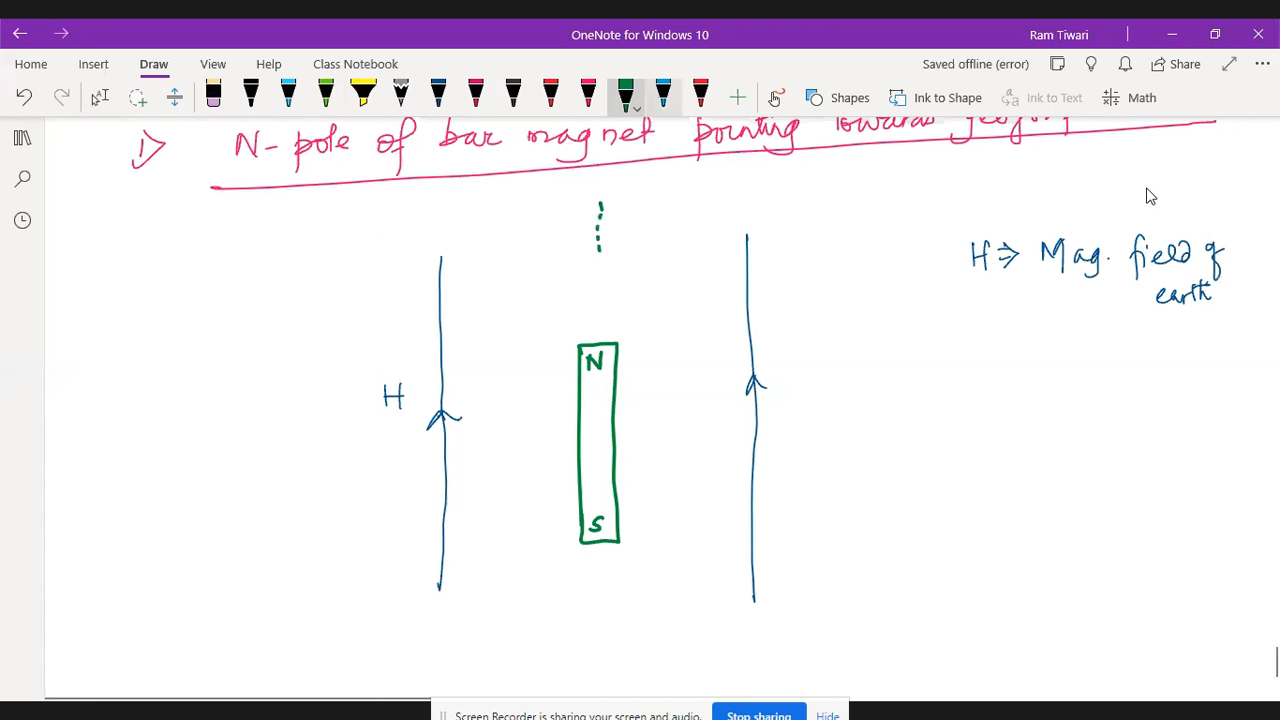 OneNote for Windows 10
Ram Tiwari
Home Insert Draw View Help Class Notebook
Saved offline (error) Share
Shapes Ink to Shape Ink to Text Math
1) N-pole of bar magnet pointing towards
H ⇒ Mag. field of
earth
N
H
S
Screen Recorder is sharing your screen and audio. Stop sharing Hide